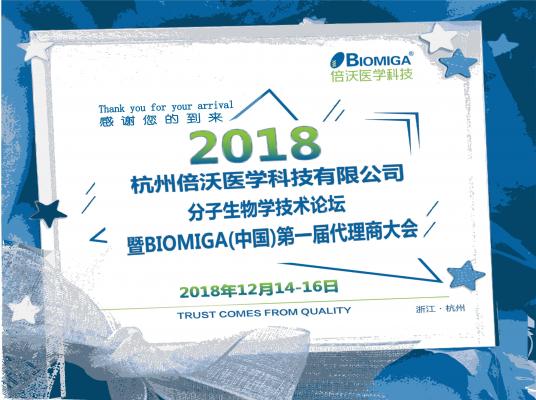 BIOMIGA®
倍沃医学科技
Thank you for your arrival
感谢您的到来
2018
杭州倍沃医学科技有限公司
分子生物学技术论坛
暨BIOMIGA(中国)第一届代理商大会
2018年12月14-16日
TRUST COMES FROM QUALITY
浙江·杭州